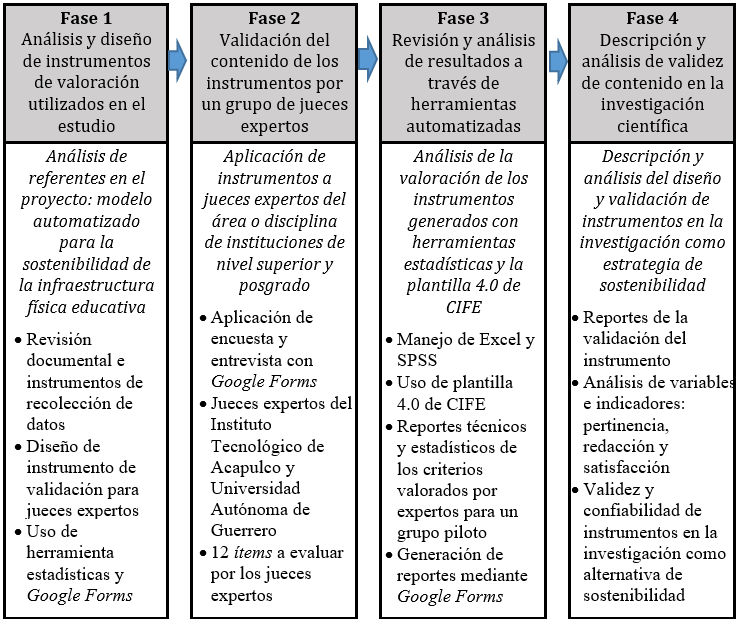 Fase 1
Análisis y diseño
de instrumentos
de valoración
utilizados en el
estudio
Análisis de
referentes en el
proyecto: modelo
automatizado
para la
sostenibilidad de
la infraestructura
física educativa
• Revisión
documental e
instrumentos de
recolección de
datos
• Diseño de
instrumento de
validación para
jueces expertos
• Uso de
herramienta
estadísticas y
Google Forms
Fase 2
Validación del
contenido de los
instrumentos por
un grupo de jueces
expertos
Aplicación de
instrumentos a
jueces expertos del
área o disciplina
de instituciones de
nivel superior y
posgrado
• Aplicación de
encuesta y
entrevista con
Google Forms
• Jueces expertos del
Instituto
Tecnológico de
Acapulco y
Universidad
Autónoma de
Guerrero
• 12 ítems a evaluar
por los jueces
expertos
Fase 3
Revisión y análisis
de resultados a
través de
herramientas
automatizadas
Análisis de la
valoración de los
instrumentos
generados con
herramientas
estadísticas y la
plantilla 4.0 de
CIFE
• Manejo de Excel y
SPSS
• Uso de plantilla
4.0 de CIFE
• Reportes técnicos
y estadísticos de
los criterios
valorados por
expertos para un
grupo piloto
• Generación de
reportes mediante
Google Forms
Fase 4
Descripción y
análisis de validez
de contenido en la
investigación
científica
Descripción y
análisis del diseño
y validación de
instrumentos en la
investigación como
estrategia de
sostenibilidad
• Reportes de la
validación del
instrumento
• Análisis de variables
e indicadores:
pertinencia,
redacción y
satisfacción
• Validez y
confiabilidad de
instrumentos en la
investigación como
alternativa de
sostenibilidad